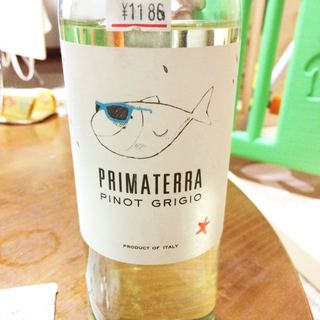 ¥1186
PRIMATERRA
PINOT GRIGIO
PRODUCT OF ITALY